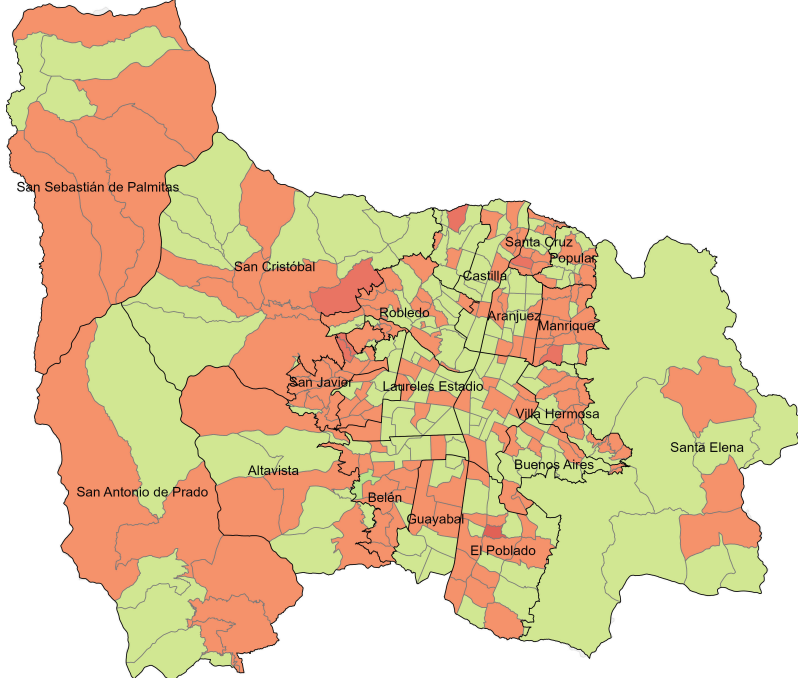 San Sebastián de Palmitas
Santa Cruz
Popular
San Cristóbal
Castilla
Robledo
Aranjuez
Manrique
San Javier
Laureles Estadio
Villa Hermosa
Santa Elena
Buenos Aires
Altavista
San Antonio de Prado
Belén
Guayabal
El Poblado